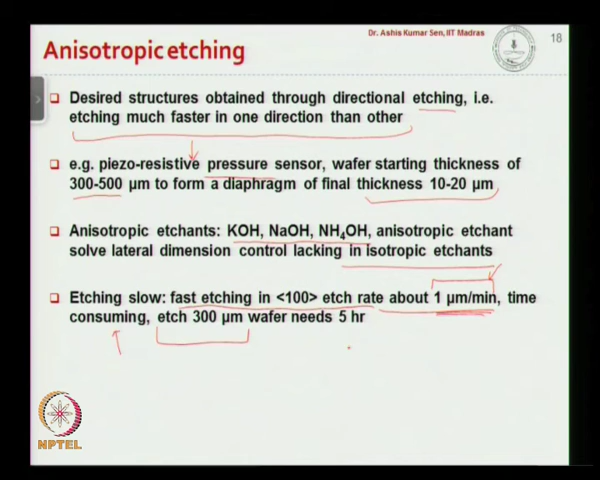 Dr. Ashis Kumar Sen, IIT Madras
18
Anisotropic etching
Desired structures obtained through directional etching, i.e.
etching much faster in one direction than other
e.g. piezo-resistive pressure sensor, wafer starting thickness of
300-500 µm to form a diaphragm of final thickness 10-20 µm
Anisotropic etchants: KOH, NaOH, NH₄OH, anisotropic etchant
solve lateral dimension control lacking in isotropic etchants
Etching slow: fast etching in <100> etch rate about 1 µm/min, time
consuming, etch 300 µm wafer needs 5 hr
NPTEL